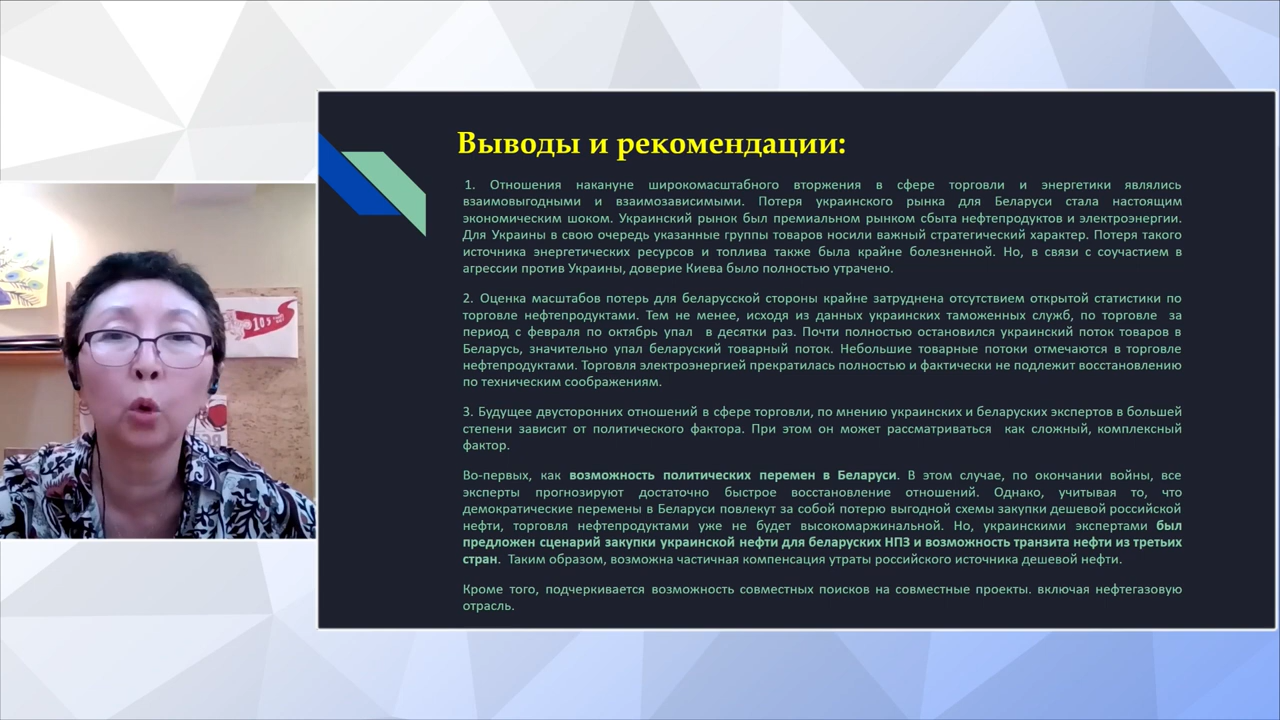 Выводы и рекомендации:
1. Отношения накануне широкомасштабного вторжения в сфере торговли и энергетики являлись
взаимовыгодными и взаимозависимыми. Потеря украинского рынка для Беларуси стала настоящим
экономическим шоком. Украинский рынок был премиальном рынком сбыта нефтепродуктов и электроэнергии.
Для Украины в свою очередь указанные группы товаров носили важный стратегический характер. Потеря такого
источника энергетических ресурсов и топлива также была крайне болезненной. Но, в связи с соучастием в
агрессии против Украины, доверие Киева было полностью утрачено.
2. Оценка масштабов потерь для беларусской стороны крайне затруднена отсутствием открытой статистики по
торговле нефтепродуктами. Тем не менее, исходя из данных украинских таможенных служб, по торговле за
период с февраля по октябрь упал в десятки раз. Почти полностью остановился украинский поток товаров в
Беларусь, значительно упал беларуский товарный поток. Небольшие товарные потоки отмечаются в торговле
нефтепродуктами. Торговля электроэнергией прекратилась полностью и фактически не подлежит восстановлению
по техническим соображениям.
3. Будущее двусторонних отношений в сфере торговли, по мнению украинских и беларуских экспертов в большей
степени зависит от политического фактора. При этом он может рассматриваться как сложный, комплексный
фактор.
Во-первых, как возможность политических перемен в Беларуси. В этом случае, по окончании войны, все
эксперты прогнозируют достаточно быстрое восстановление отношений. Однако, учитывая то, что
демократические перемены в Беларуси повлекут за собой потерю выгодной схемы закупки дешевой российской
нефти, торговля нефтепродуктами уже не будет высокомаржинальной. Но, украинскими экспертами был
предложен сценарий закупки украинской нефти для беларуских НПЗ и возможность транзита нефти из третьих
стран. Таким образом, возможна частичная компенсация утраты российского источника дешевой нефти.
Кроме того, подчеркивается возможность совместных поисков на совместные проекты. включая нефтегазовую
отрасль.
103